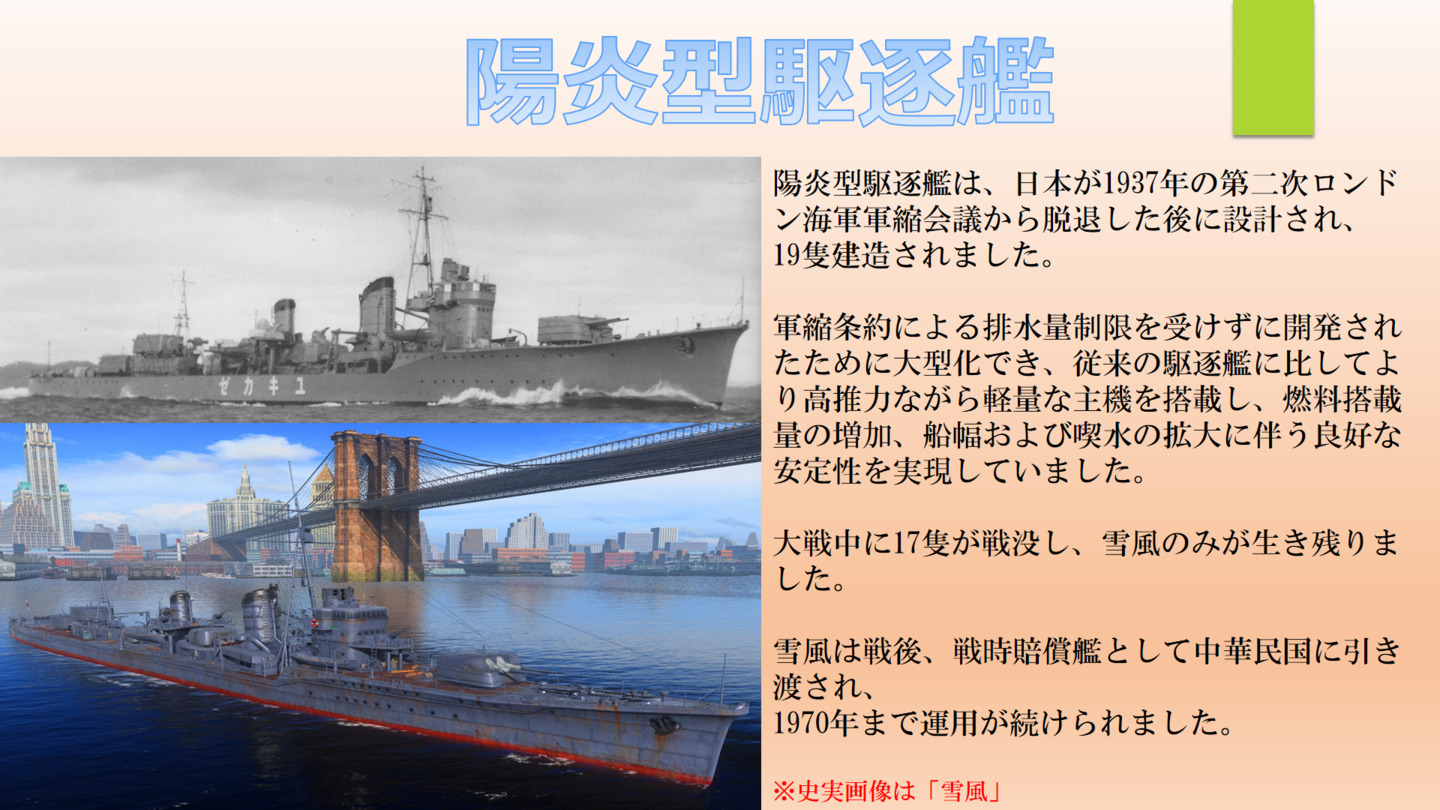 陽炎型駆逐艦
陽炎型駆逐艦は、日本が1937年の第二次ロンド
ン海軍軍縮会議から脱退した後に設計され、
19隻建造されました。
軍縮条約による排水量制限を受けずに開発され
たために大型化でき、従来の駆逐艦に比してよ
り高推力ながら軽量な主機を搭載し、燃料搭載
量の増加、船幅および喫水の拡大に伴う良好な
安定性を実現していました。
大戦中に17隻が戦没し、雪風のみが生き残りま
した。
雪風は戦後、戦時賠償艦として中華民国に引き
渡され、
1970年まで運用が続けられました。
※史実画像は「雪風」
ゼカキユ